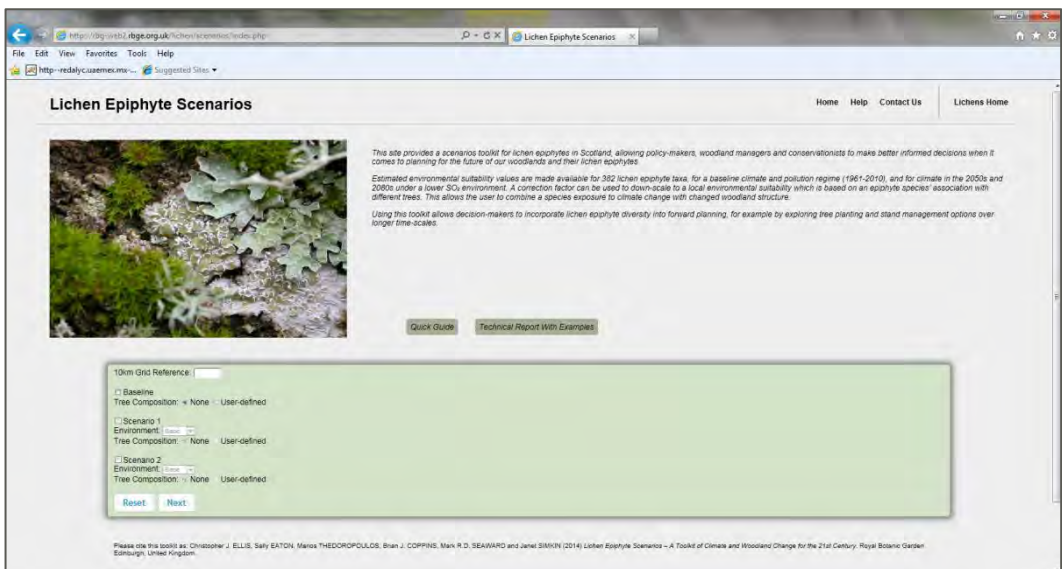 http://rbg-web2.rbge.org.uk/lichen/scenarios/index.php
Lichen Epiphyte Scenarios
File Edit View Favorites Tools Help
http--redalyc.uaemex.mx-... Suggested Sites
Lichen Epiphyte Scenarios
Home Help Contact Us Lichens Home
This site provides a scenarios toolkit for lichen epiphytes in Scotland, allowing policy-makers, woodland managers and conservationists to make better informed decisions when it
comes to planning for the future of our woodlands and their lichen epiphytes.
Estimated environmental suitability values are made available for 382 lichen epiphyte taxa, for a baseline climate and pollution regime (1961-2010), and for climate in the 2050s and
2080s under a lower SO₂ environment. A correction factor can be used to down-scale to a local environmental suitability which is based on an epiphyte species' association with
different trees. This allows the user to combine a species exposure to climate change with changed woodland structure.
Using this toolkit allows decision-makers to incorporate lichen epiphyte diversity into forward planning, for example by exploring tree planting and stand management options over
longer time-scales.
Quick Guide Technical Report With Examples
10km Grid Reference:
Baseline
Tree Composition: None User-defined
Scenario 1
Environment:
Tree Composition: None User-defined
Scenario 2
Environment:
Tree Composition: None User-defined
Reset Next
Please cite this toolkit as: Christopher J. ELLIS, Sally EATON, Marios THEDOROPOULOS, Brian J. COPPINS, Mark R.D. SEAWARD and Janet SIMKIN (2014) Lichen Epiphyte Scenarios – A Toolkit of Climate and Woodland Change for the 21st Century. Royal Botanic Garden
Edinburgh, United Kingdom.